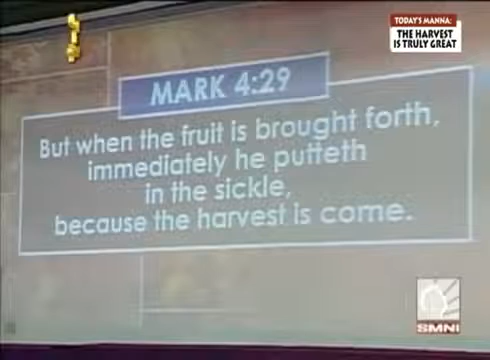 TODAY'S MANNA:
THE HARVEST
IS TRULY GREAT
MARK 4:29
But when the fruit is brought forth,
immediately he putteth
in the sickle,
because the harvest is come.
SMNI